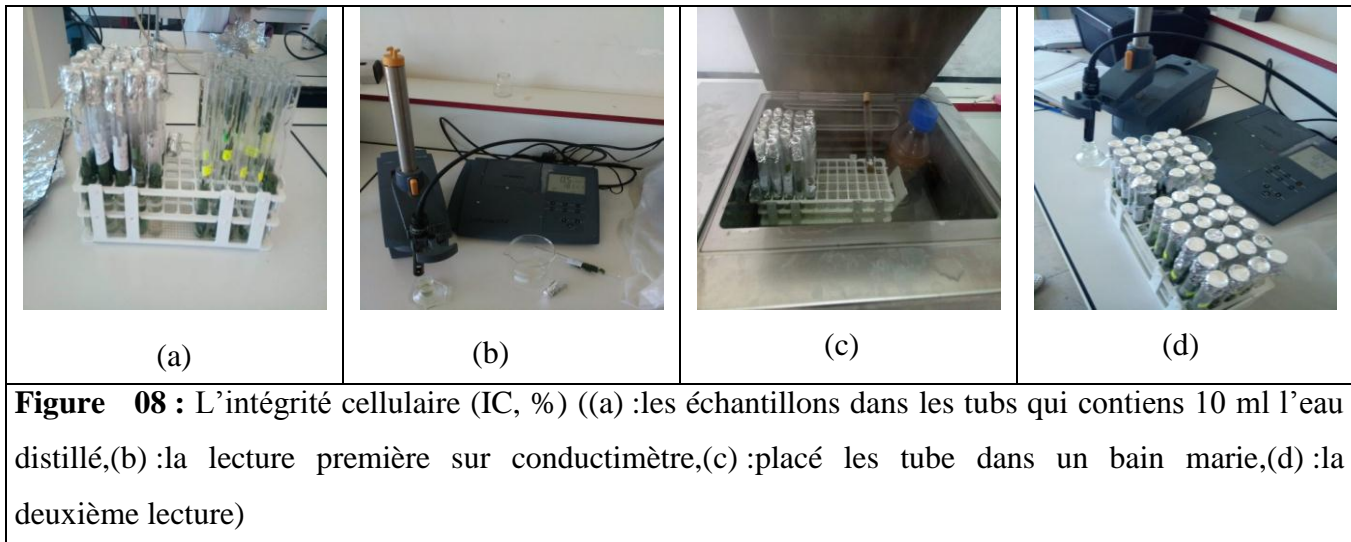 (a) (b) (c) (d)
Figure 08 : L’intégrité cellulaire (IC, %) ((a) :les échantillons dans les tubs qui contiens 10 ml l’eau
distillé,(b) :la lecture première sur conductimètre,(c) :placé les tube dans un bain marie,(d) :la
deuxième lecture)